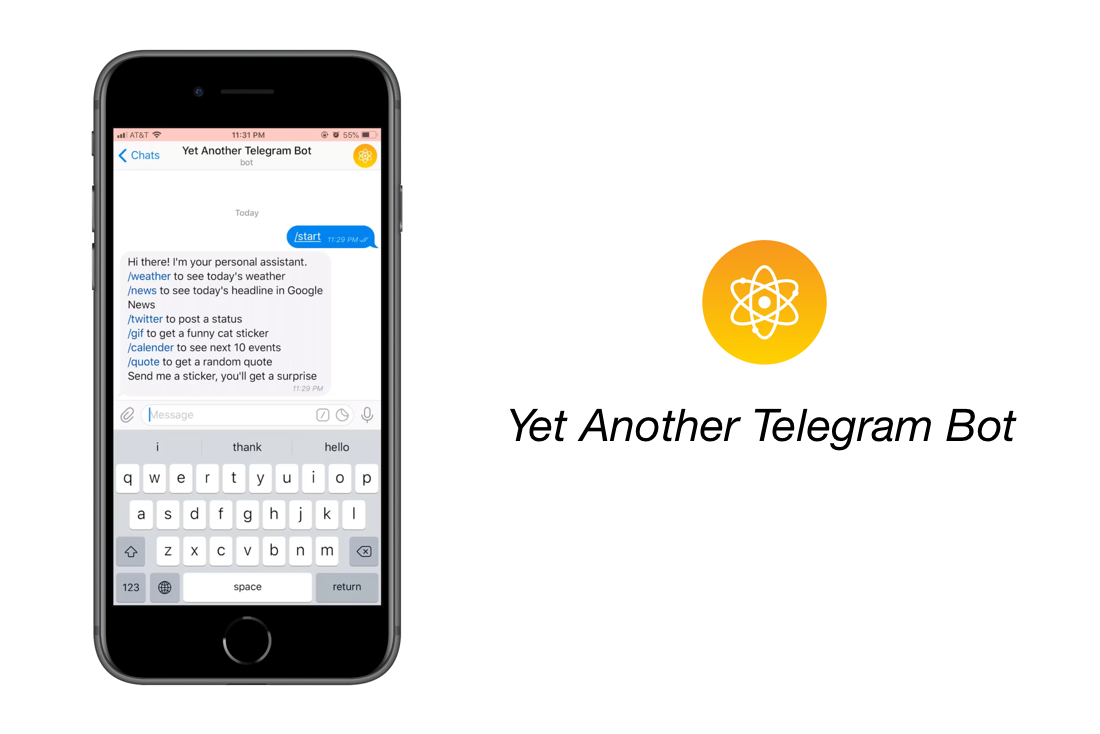 AT&T 11:31 PM 55%
Chats Yet Another Telegram Bot
bot
Today
/start 11:29 PM
Hi there! I'm your personal assistant.
/weather to see today's weather
/news to see today's headline in Google
News
/twitter to post a status
/gif to get a funny cat sticker
/calender to see next 10 events
/quote to get a random quote
Send me a sticker, you'll get a surprise
11:29 PM
Message
i thank hello
q w e r t y u i o p
a s d f g h j k l
z x c v b n m
123 space return
Yet Another Telegram Bot